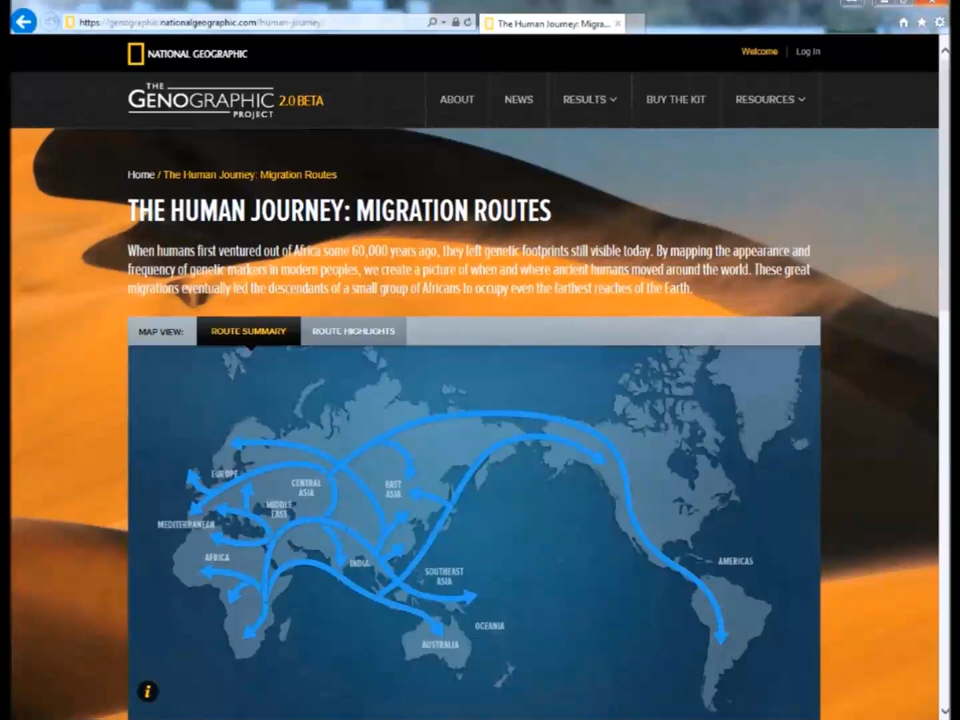 https://genographic.nationalgeographic.com/human-journey/
The Human Journey: Migra...
NATIONAL GEOGRAPHIC
Welcome | Log In
THE
GENOGRAPHIC 2.0 BETA
PROJECT
ABOUT NEWS RESULTS BUY THE KIT RESOURCES
Home / The Human Journey: Migration Routes
THE HUMAN JOURNEY: MIGRATION ROUTES
When humans first ventured out of Africa some 60,000 years ago, they left genetic footprints still visible today. By mapping the appearance and
frequency of genetic markers in modern peoples, we create a picture of when and where ancient humans moved around the world. These great
migrations eventually led the descendants of a small group of Africans to occupy even the farthest reaches of the Earth.
MAP VIEW: ROUTE SUMMARY ROUTE HIGHLIGHTS
EUROPE
CENTRAL
ASIA
EAST
ASIA
MIDDLE
EAST
MEDITERRANEAN
AFRICA
INDIA
SOUTHEAST
ASIA
AMERICAS
OCEANIA
AUSTRALIA
i